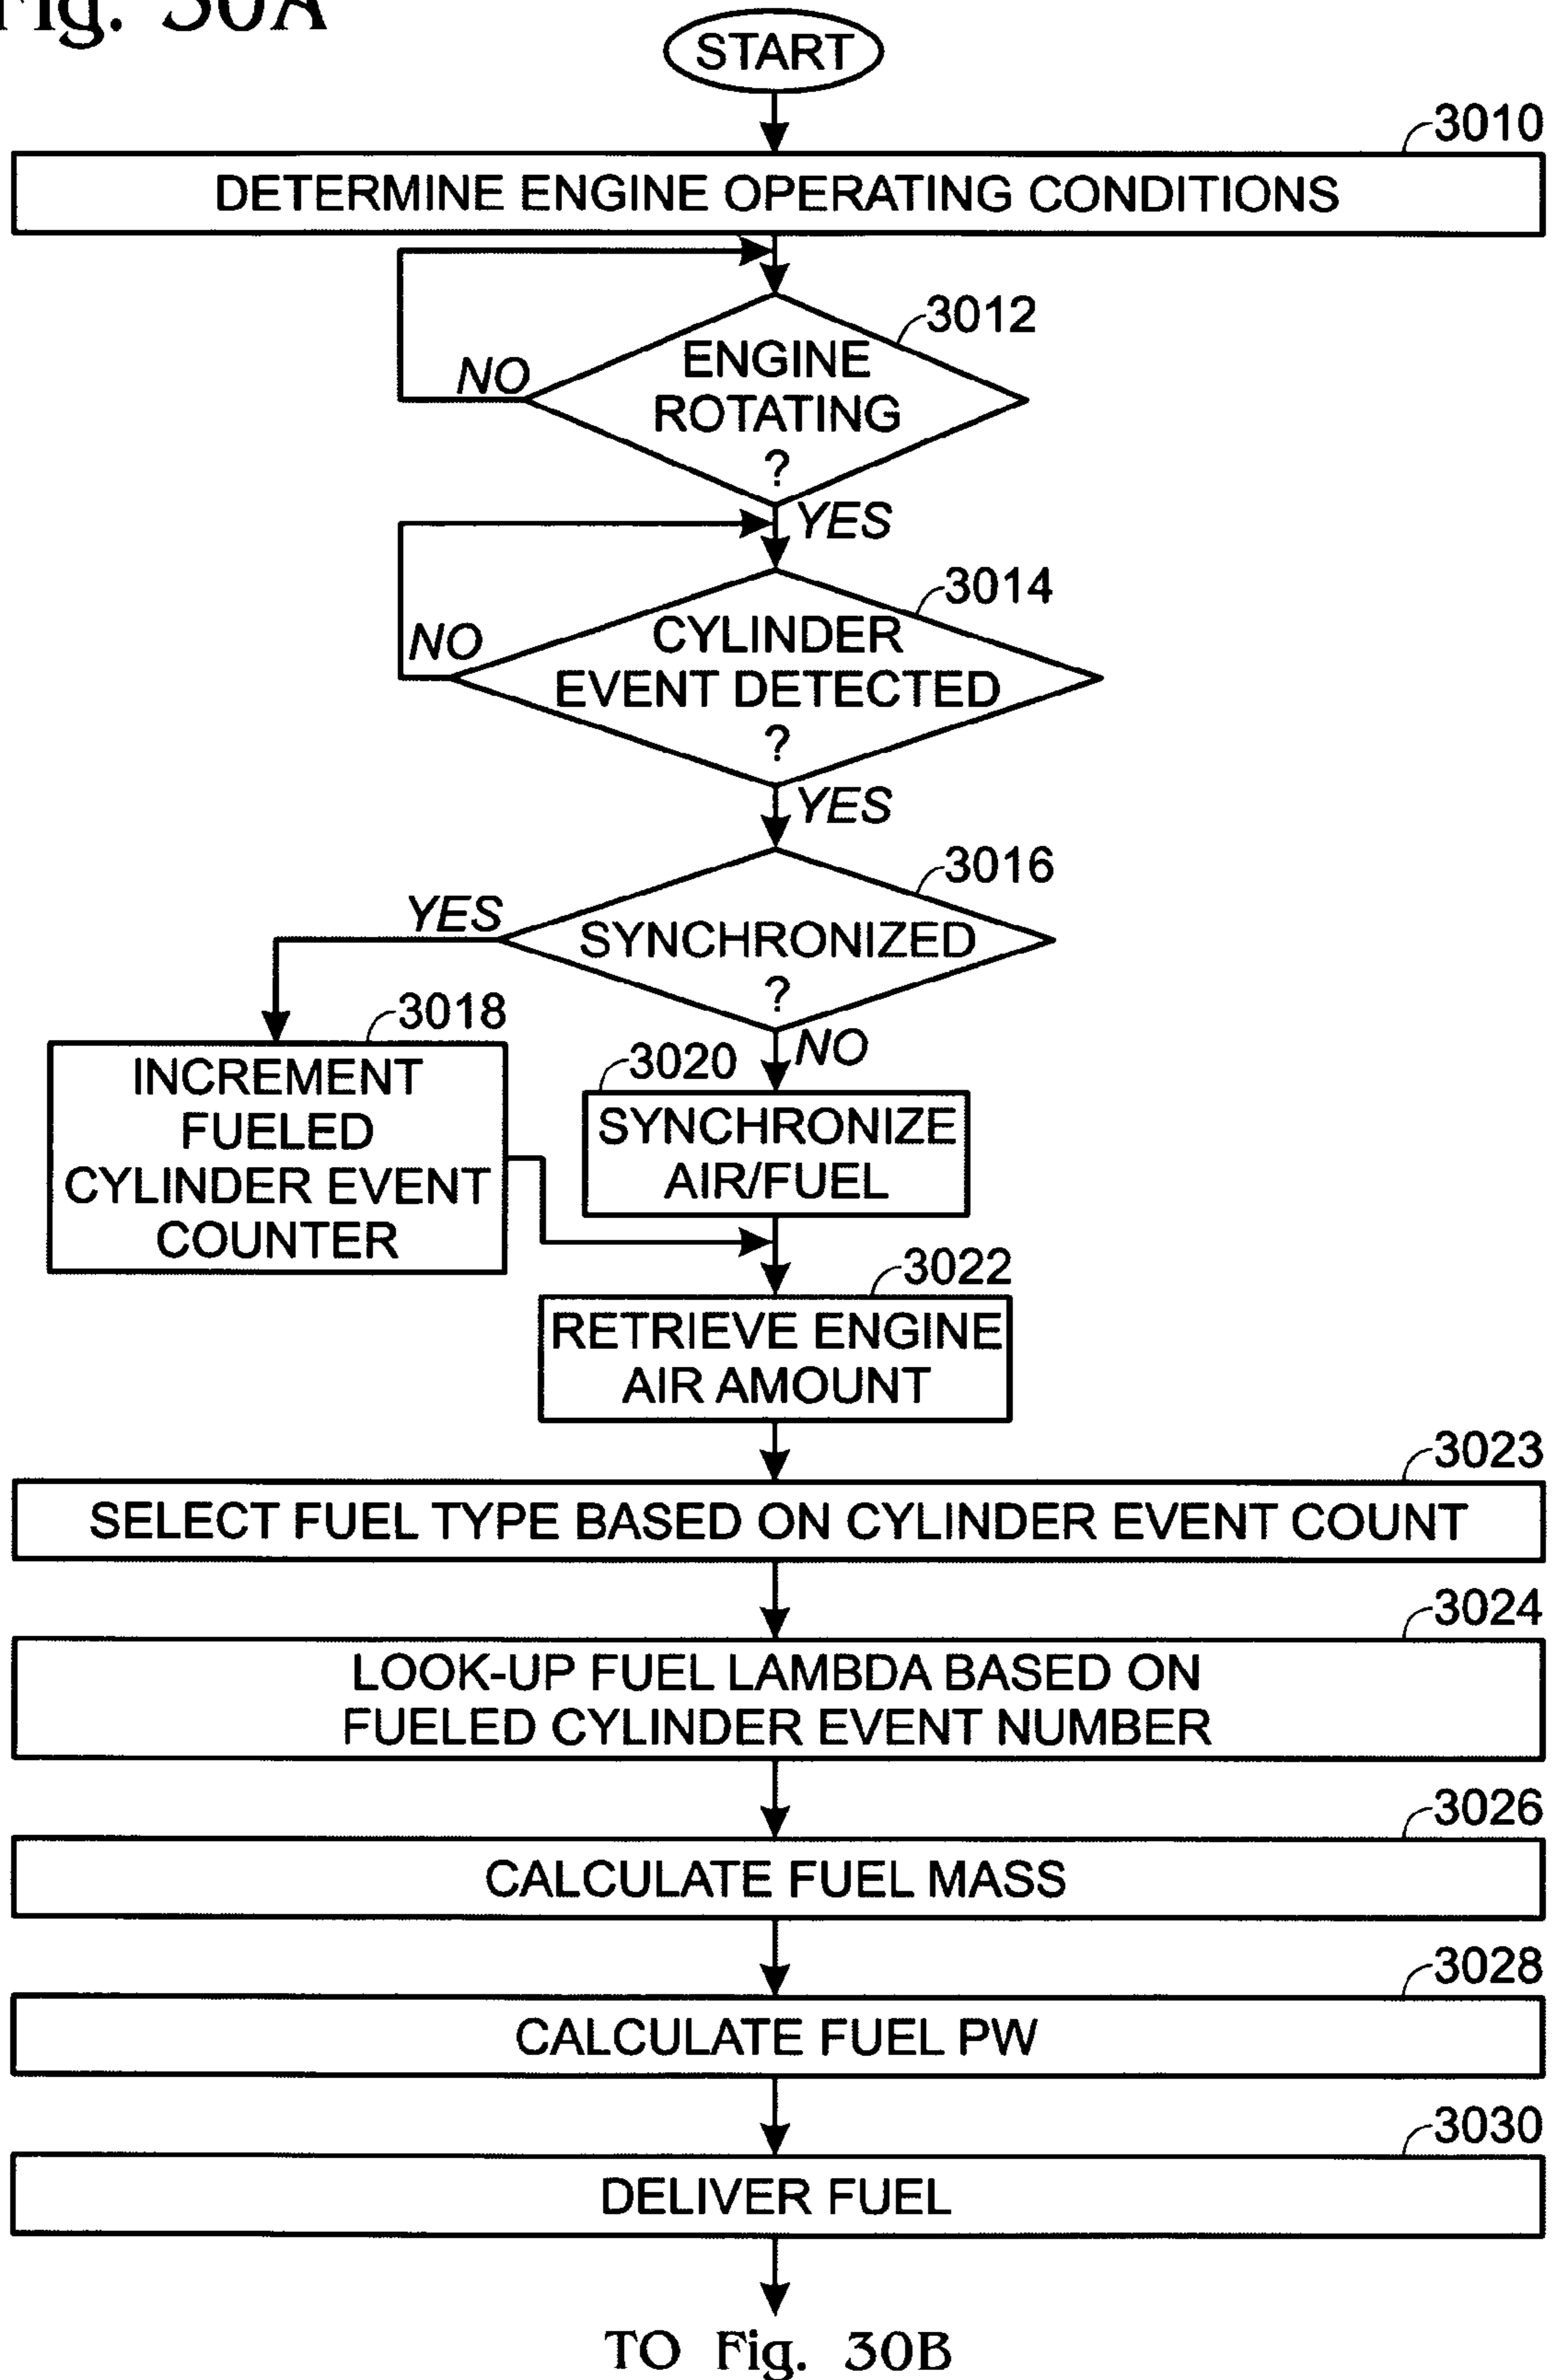 Fig. 30A
START
3010
DETERMINE ENGINE OPERATING CONDITIONS
3012
NO
ENGINE
ROTATING
?
YES
3014
NO
CYLINDER
EVENT DETECTED
?
YES
3016
YES
SYNCHRONIZED
?
NO
3018
INCREMENT
FUELED
CYLINDER EVENT
COUNTER
3020
SYNCHRONIZE
AIR/FUEL
3022
RETRIEVE ENGINE
AIR AMOUNT
3023
SELECT FUEL TYPE BASED ON CYLINDER EVENT COUNT
3024
LOOK-UP FUEL LAMBDA BASED ON
FUELED CYLINDER EVENT NUMBER
3026
CALCULATE FUEL MASS
3028
CALCULATE FUEL PW
3030
DELIVER FUEL
TO Fig. 30B